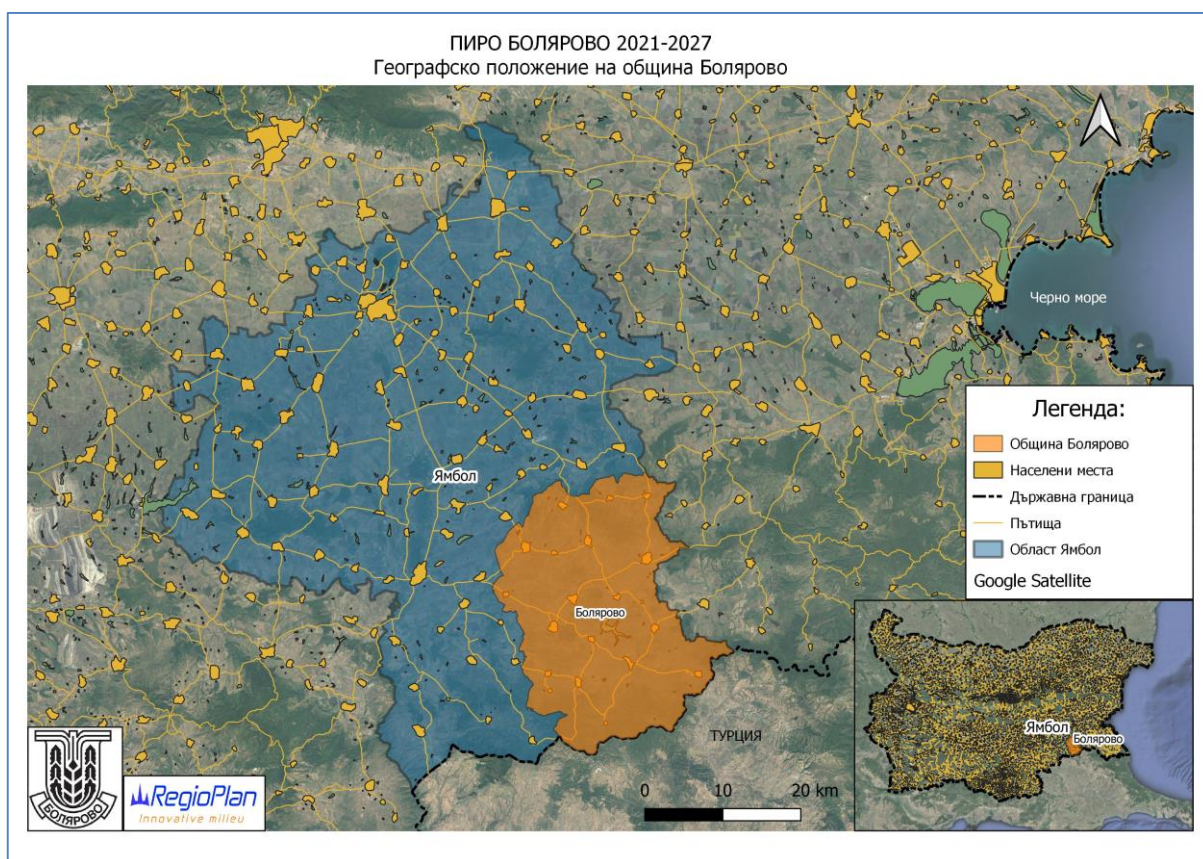 ПИРО БОЛЯРОВО 2021-2027
Географско положение на община Болярово
Черно море
Легенда:
Община Болярово
Населени места
Държавна граница
Пътища
Област Ямбол
Google Satellite
Ямбол
Болярово
ТУРЦИЯ
Ямбол
Болярово
БОЛЯРОВО
RegioPlan
Innovative milieu
0 10 20 km